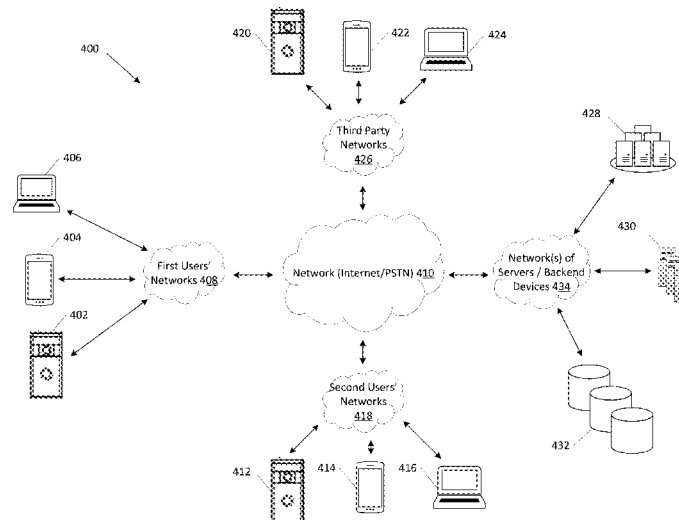 400
420
422
424
Third Party
Networks
426
428
406
404
402
First Users'
Networks 408
Network (Internet/PSTN) 410
Network(s) of
Servers / Backend
Devices 434
430
432
Second Users'
Networks
418
412
414
416